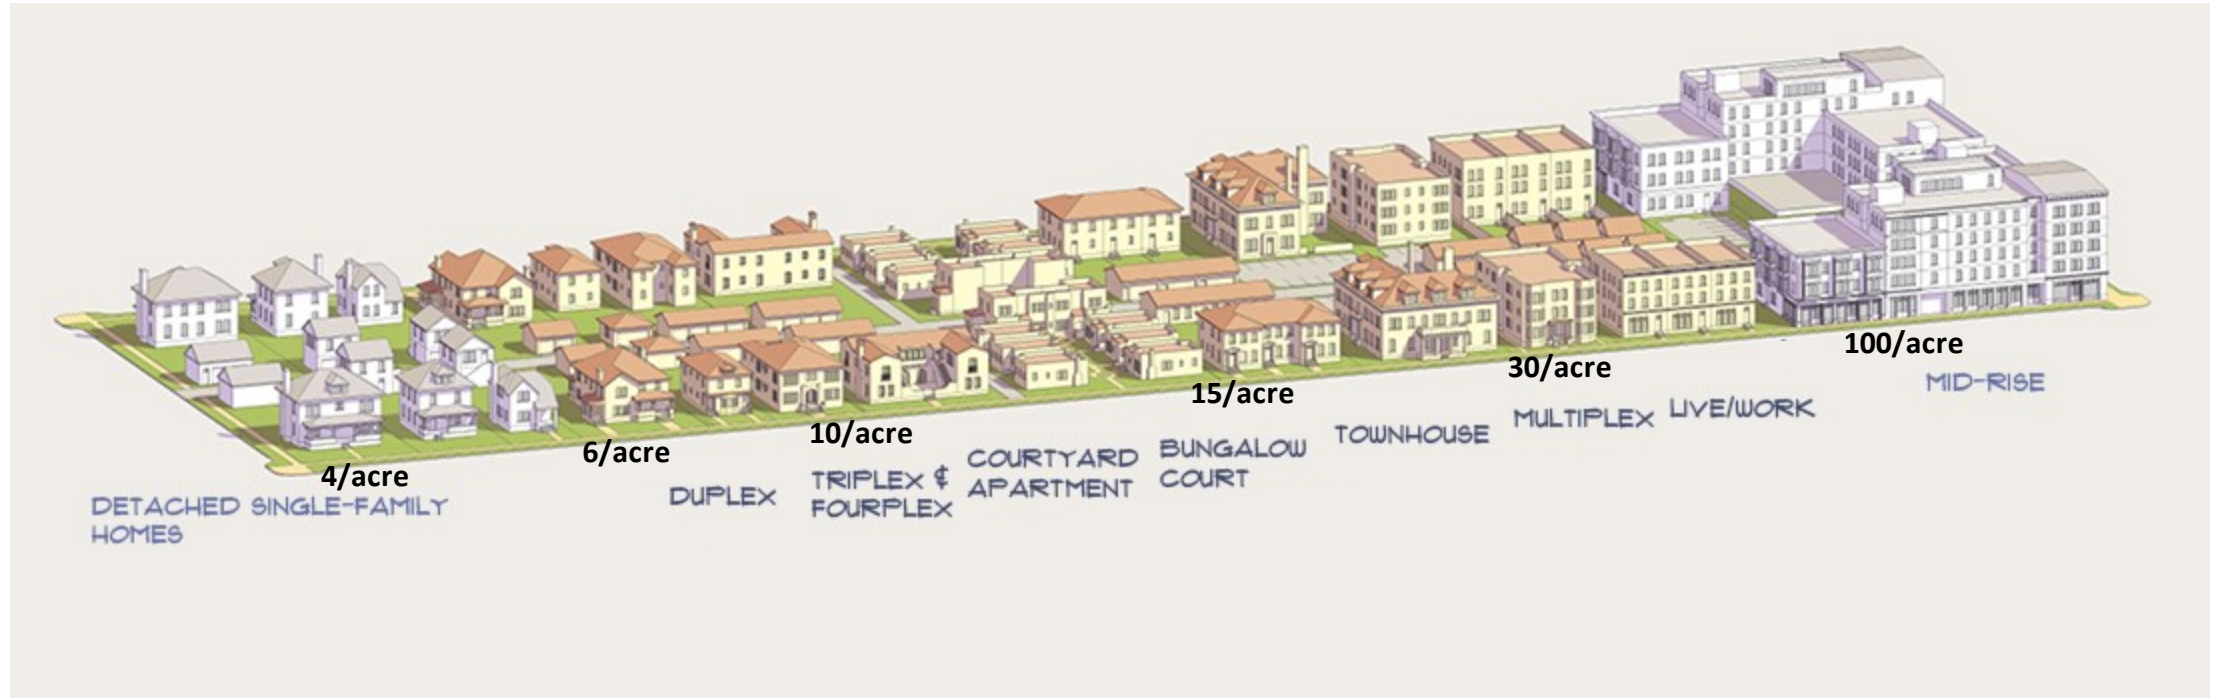 100/acre
30/acre
MID-RISE
15/acre
MULTIPLEX
LIVE/WORK
TOWNHOUSE
10/acre
6/acre
COURTYARD
APARTMENT
BUNGALOW
COURT
4/acre
TRIPLEX &
FOURPLEX
DUPLEX
DETACHED SINGLE-FAMILY
HOMES